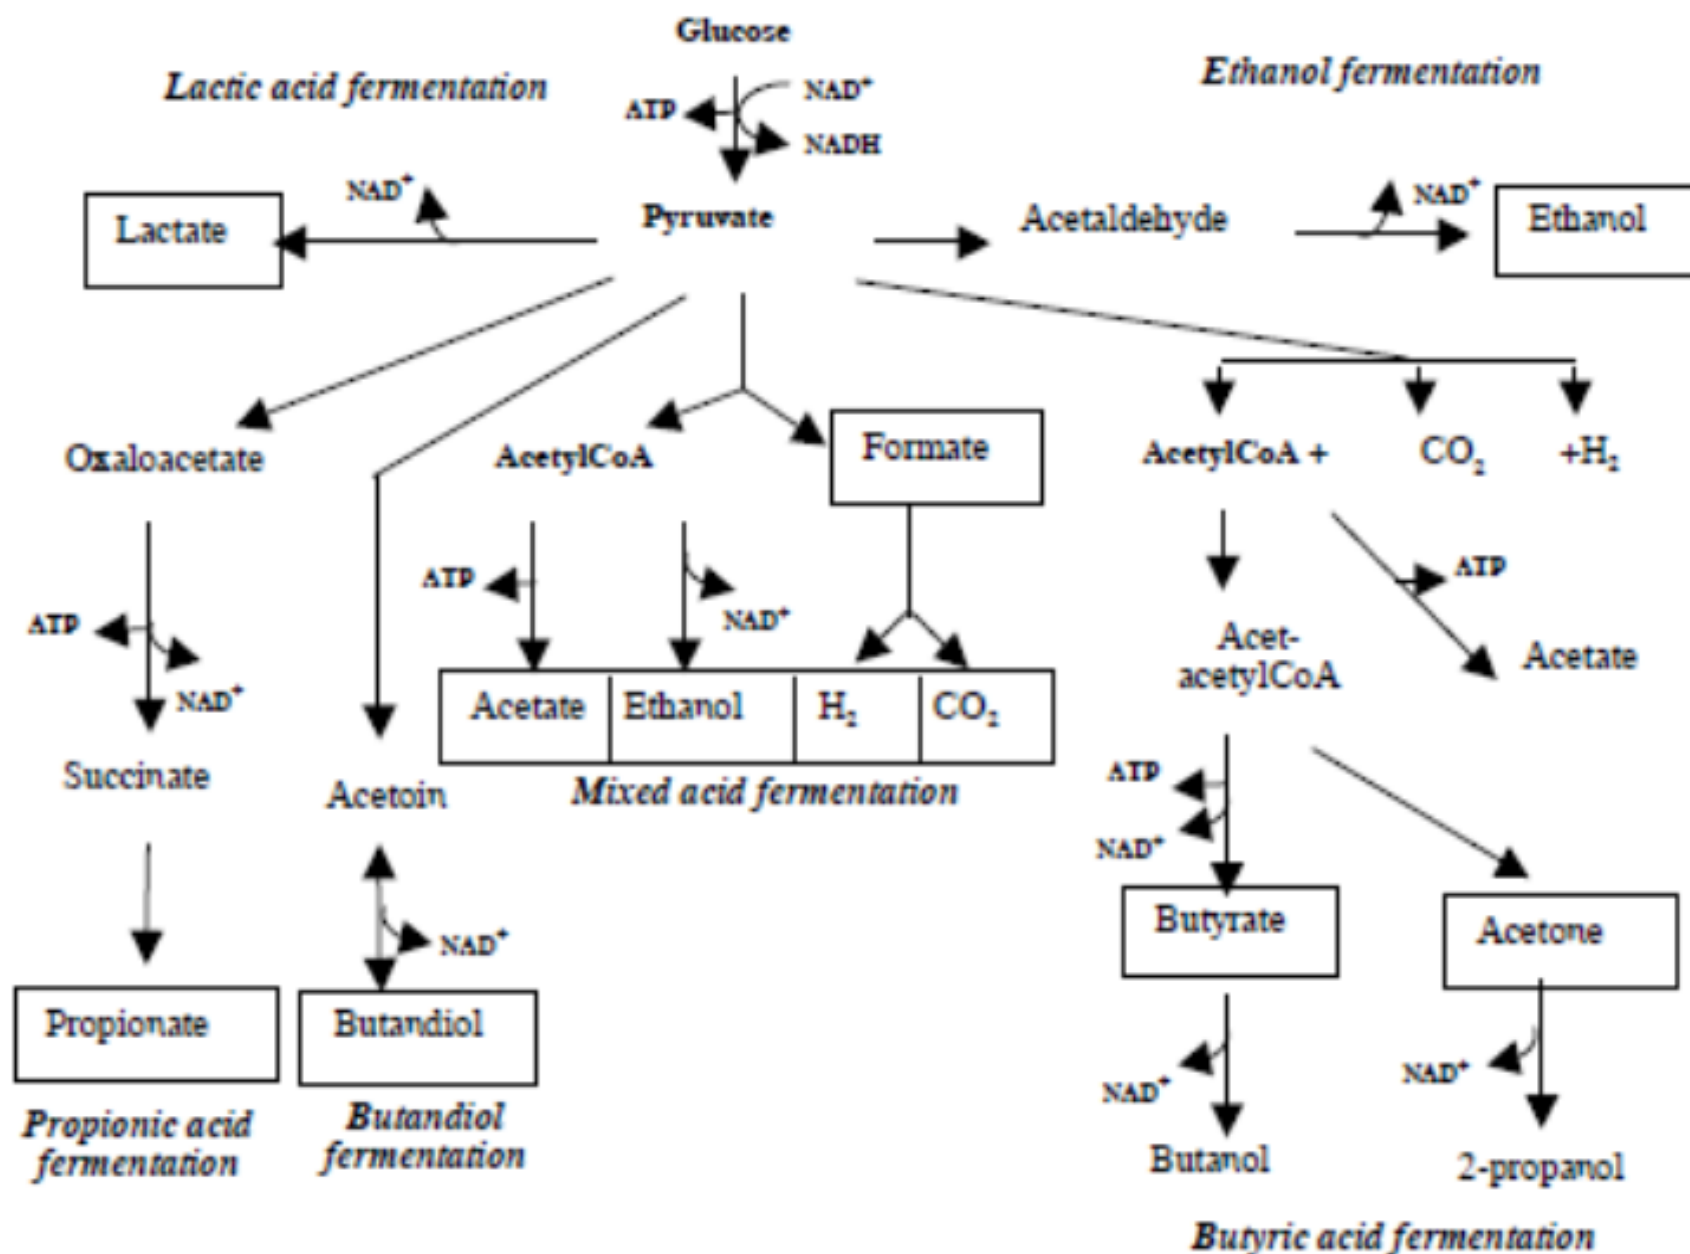 Glucose
Lactic acid fermentation
Ethanol fermentation
ATP
NAD⁺
NADH
Lactate
NAD⁺
Pyruvate
Acetaldehyde
NAD⁺
Ethanol
Oxaloacetate
AcetylCoA
Formate
AcetylCoA +
CO₂
+H₂
ATP
NAD⁺
ATP
NAD⁺
ATP
Acet-
acetylCoA
Acetate
Succinate
Acetoin
Acetate
Ethanol
H₂
CO₂
Mixed acid fermentation
ATP
NAD⁺
NAD⁺
Butyrate
Acetone
Propionate
Butandiol
NAD⁺
NAD⁺
Propionic acid
fermentation
Butandiol
fermentation
Butanol
2-propanol
Butyric acid fermentation